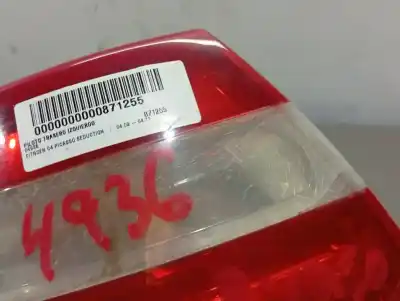 0000000000871255
871255
PILOTO TRASERO IZQUIERDO
CITROEN C4 PICASSO SEDUCTION
4936